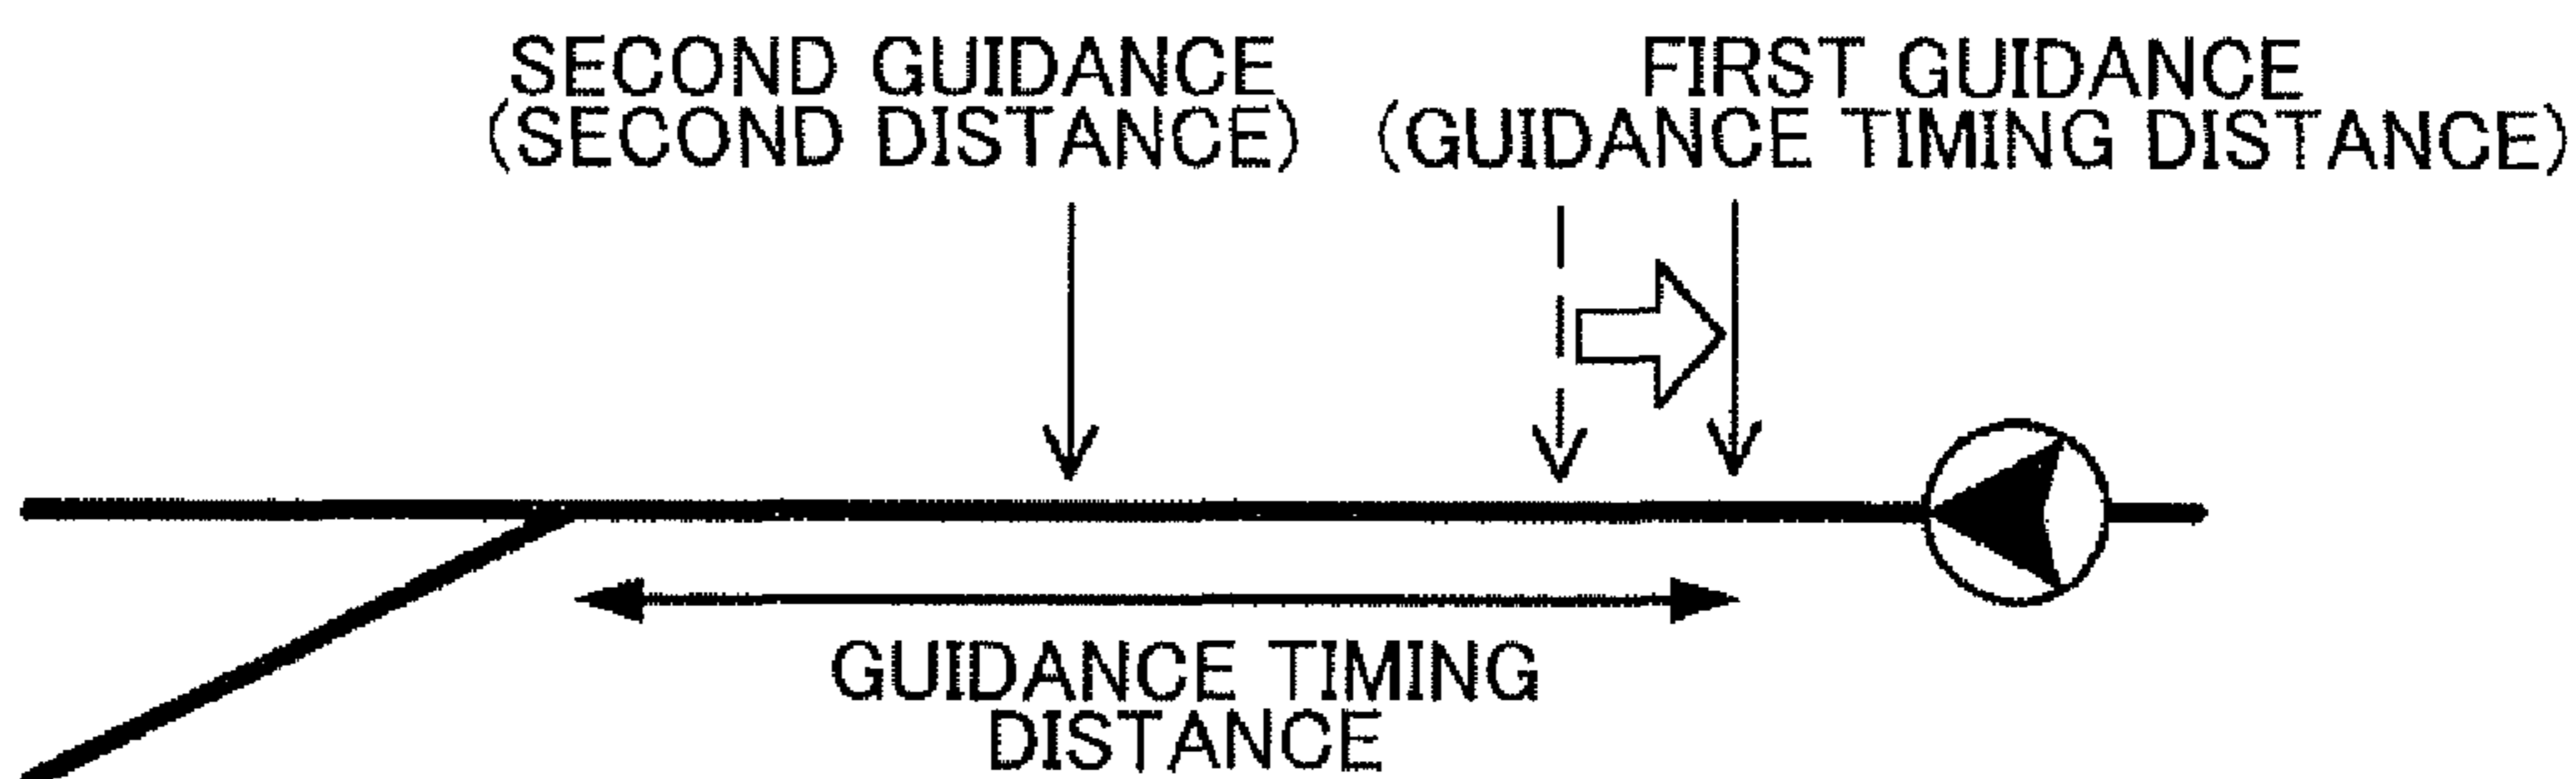 SECOND GUIDANCE
(SECOND DISTANCE)
FIRST GUIDANCE
(GUIDANCE TIMING DISTANCE)
GUIDANCE TIMING
DISTANCE